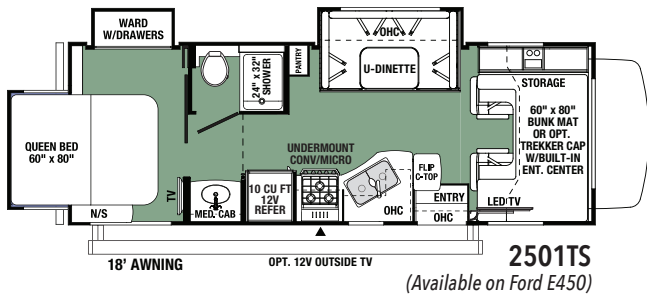 WARD
W/DRAWERS
24" x 32"
SHOWER
PANTRY
OHC
U-DINETTE
STORAGE
60" x 80"
BUNK MAT
OR OPT.
TREKKER CAP
W/BUILT-IN
ENT. CENTER
QUEEN BED
60" x 80"
UNDERMOUNT
CONV/MICRO
FLIP
C-TOP
TV
10 CU FT
12V
REFER
MED. CAB
N/S
OHC
ENTRY
OHC
LED TV
18' AWNING
OPT. 12V OUTSIDE TV
2501TS
(Available on Ford E450)